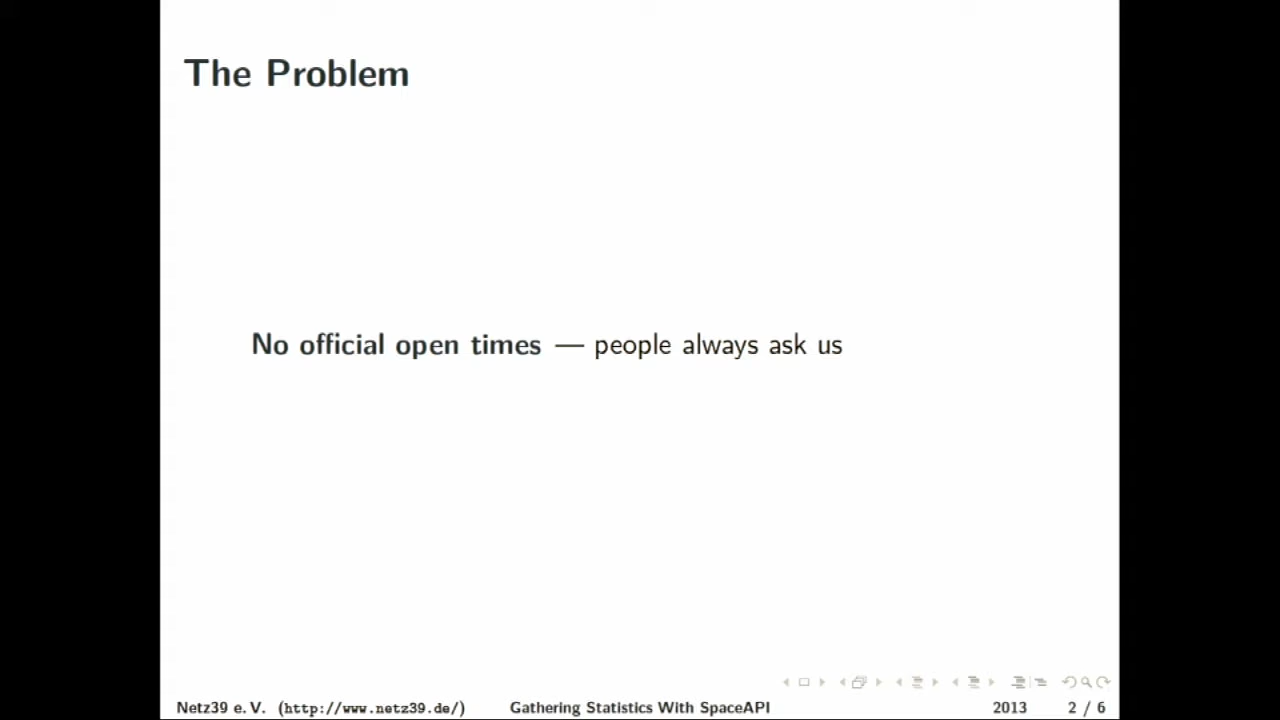 The Problem
No official open times — people always ask us
Netz39 e. V. (http://www.netz39.de/) Gathering Statistics With SpaceAPI 2013 2 / 6